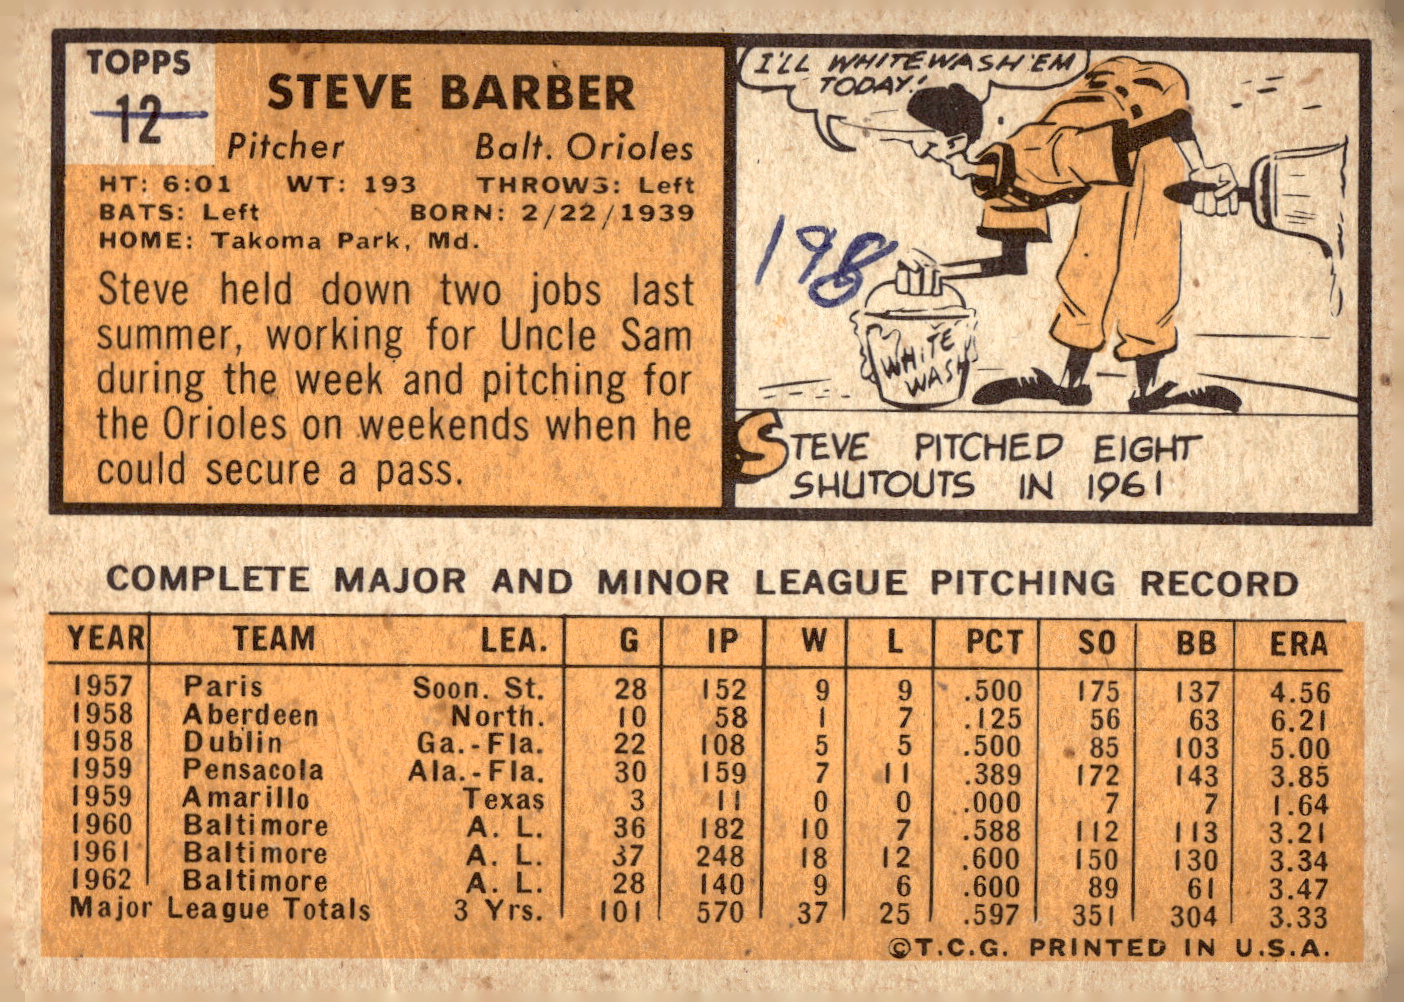 TOPPS
12
STEVE BARBER
Pitcher Balt. Orioles
HT: 6:01 WT: 193 THROWS: Left
BATS: Left BORN: 2/22/1939
HOME: Takoma Park, Md.
Steve held down two jobs last
summer, working for Uncle Sam
during the week and pitching for
the Orioles on weekends when he
could secure a pass.
I'LL WHITEWASH 'EM
TODAY!
198
WHITE
WASH
STEVE PITCHED EIGHT
SHUTOUTS IN 1961
COMPLETE MAJOR AND MINOR LEAGUE PITCHING RECORD
YEAR TEAM LEA. G IP W L PCT SO BB ERA
1957 Paris Soon. St. 28 152 9 9 .500 175 137 4.56
1958 Aberdeen North. 10 58 1 7 .125 56 63 6.21
1958 Dublin Ga.-Fla. 22 108 5 5 .500 85 103 5.00
1959 Pensacola Ala.-Fla. 30 159 7 11 .389 172 143 3.85
1959 Amarillo Texas 3 11 0 0 .000 7 7 1.64
1960 Baltimore A. L. 36 182 10 7 .588 112 113 3.21
1961 Baltimore A. L. 37 248 18 12 .600 150 130 3.34
1962 Baltimore A. L. 28 140 9 6 .600 89 61 3.47
Major League Totals 3 Yrs. 101 570 37 25 .597 351 304 3.33
©T.C.G. PRINTED IN U.S.A.